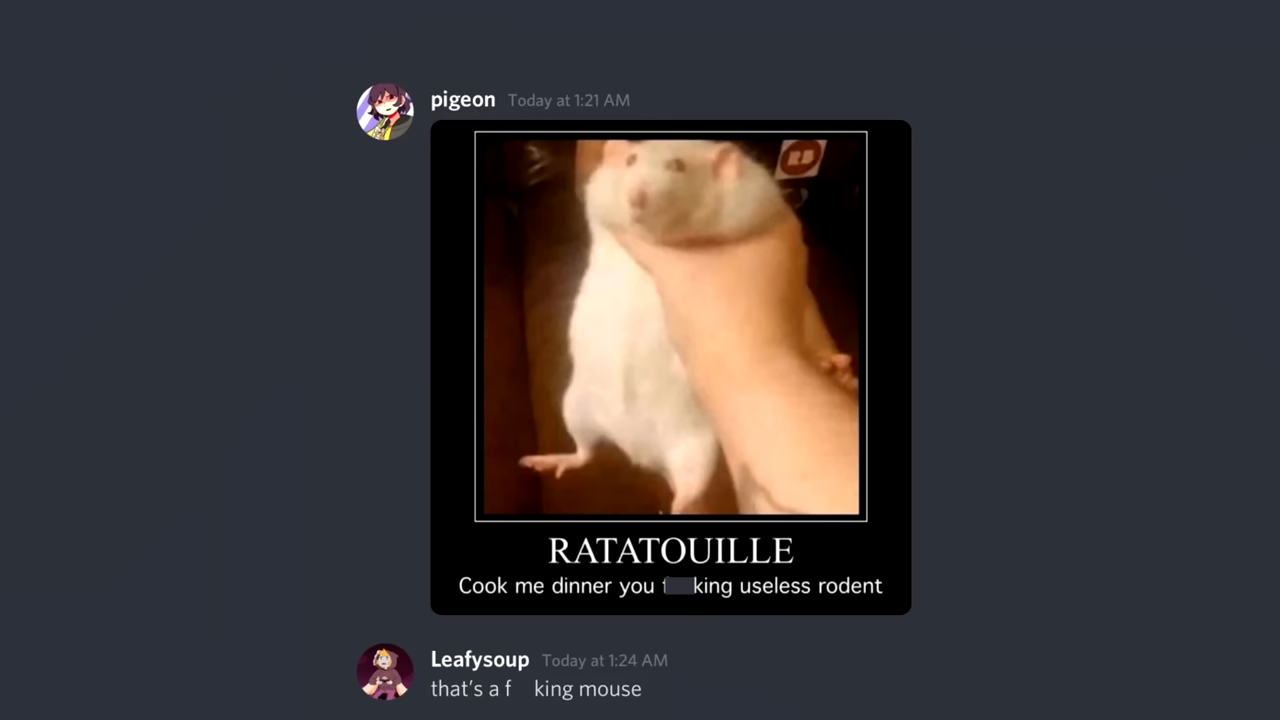 pigeon Today at 1:21 AM
RB
RATATOUILLE
Cook me dinner you f king useless rodent
Leafysoup Today at 1:24 AM
that's a f king mouse